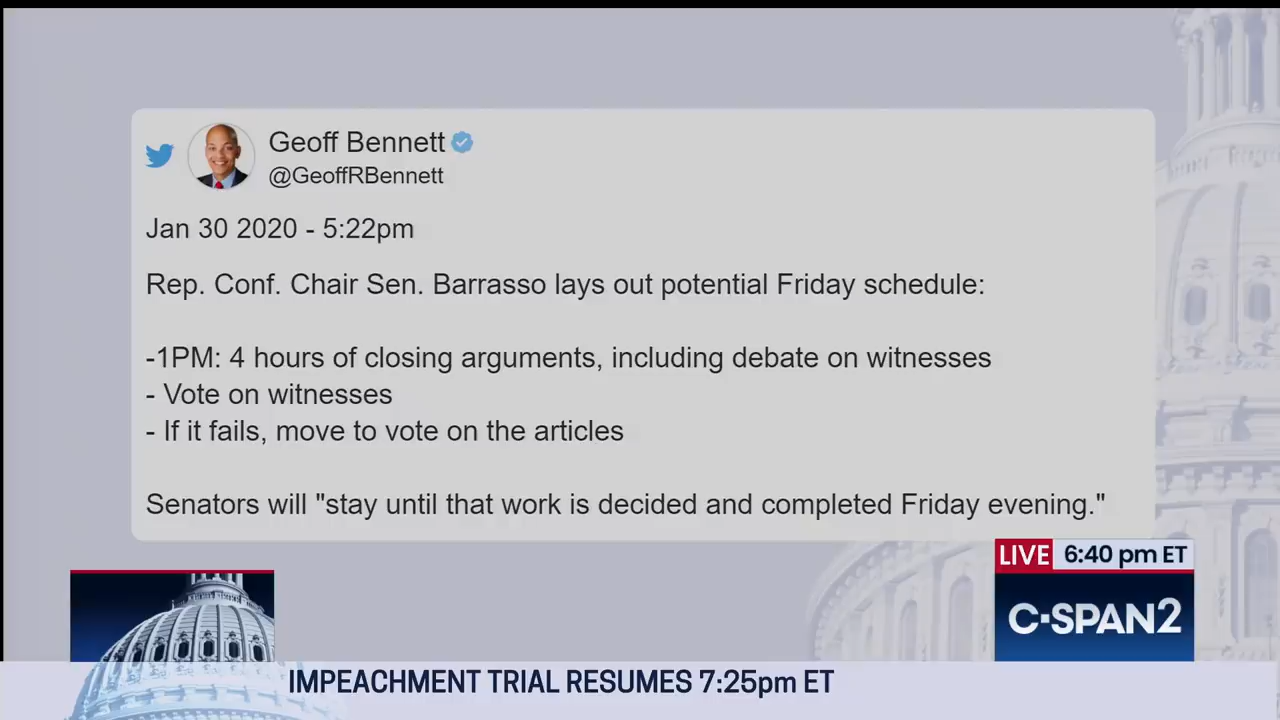 Geoff Bennett
@GeoffRBennett
Jan 30 2020 - 5:22pm
Rep. Conf. Chair Sen. Barrasso lays out potential Friday schedule:
-1PM: 4 hours of closing arguments, including debate on witnesses
- Vote on witnesses
- If it fails, move to vote on the articles
Senators will "stay until that work is decided and completed Friday evening."
LIVE 6:40 pm ET
C-SPAN2
IMPEACHMENT TRIAL RESUMES 7:25pm ET